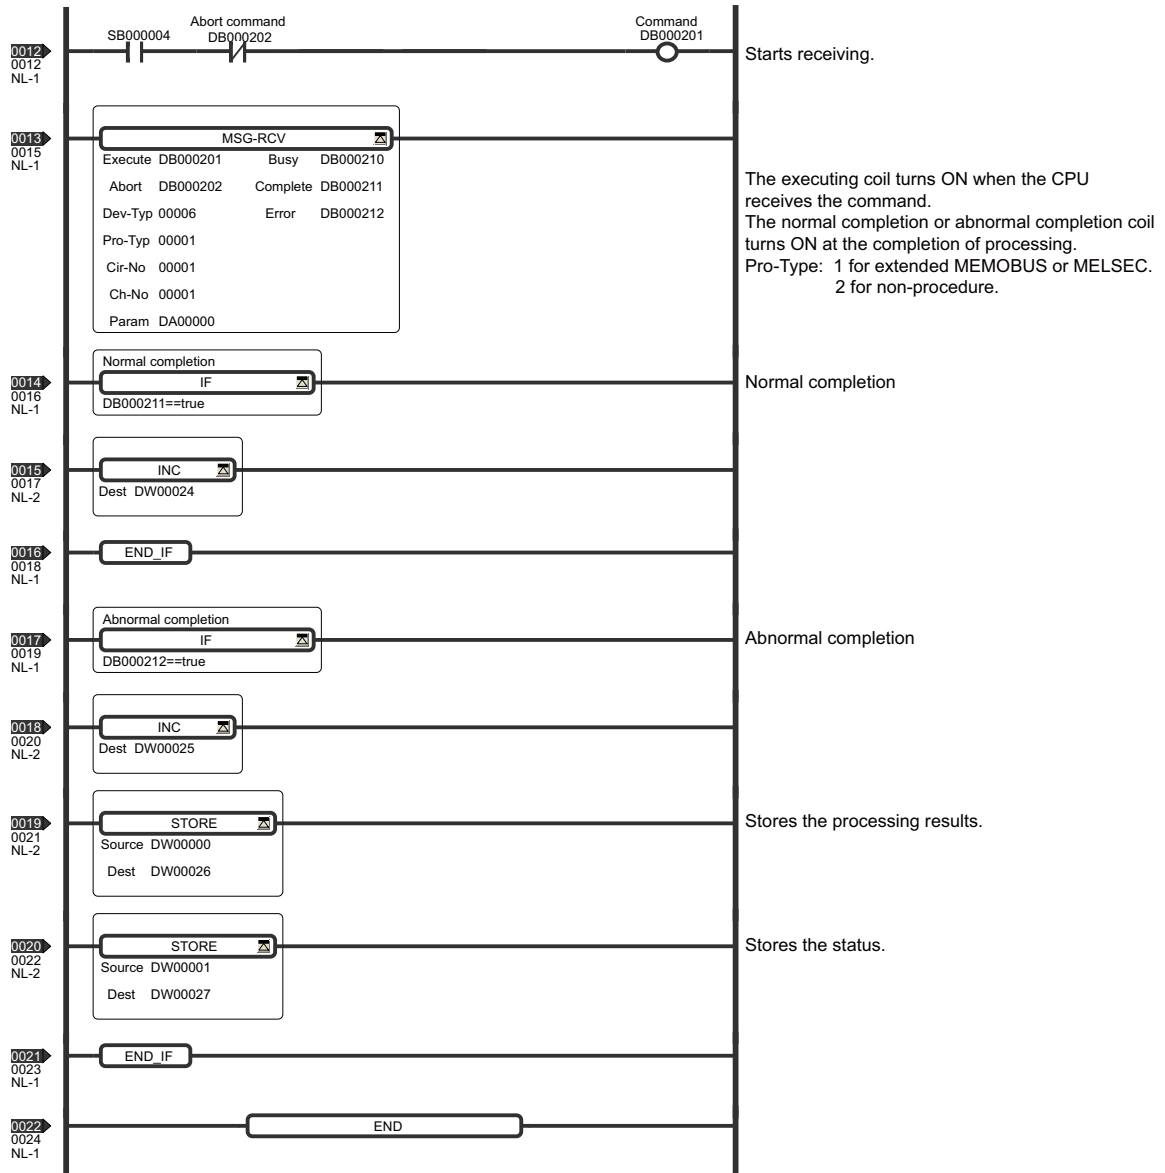 Abort command
Command
SB000004
DB000202
DB000201
0012
0012
NL-1
Starts receiving.
0013
0015
NL-1
MSG-RCV
Execute DB000201 Busy DB000210
Abort DB000202 Complete DB000211
Dev-Typ 00006 Error DB000212
Pro-Typ 00001
Cir-No 00001
Ch-No 00001
Param DA00000
The executing coil turns ON when the CPU
receives the command.
The normal completion or abnormal completion coil
turns ON at the completion of processing.
Pro-Type: 1 for extended MEMOBUS or MELSEC.
2 for non-procedure.
Normal completion
0014
0016
NL-1
IF
DB000211==true
Normal completion
0015
0017
NL-2
INC
Dest DW00024
0016
0018
NL-1
END_IF
Abnormal completion
0017
0019
NL-1
IF
DB000212==true
Abnormal completion
0018
0020
NL-2
INC
Dest DW00025
0019
0021
NL-2
STORE
Source DW00000
Dest DW00026
Stores the processing results.
0020
0022
NL-2
STORE
Source DW00001
Dest DW00027
Stores the status.
0021
0023
NL-1
END_IF
0022
0024
NL-1
END